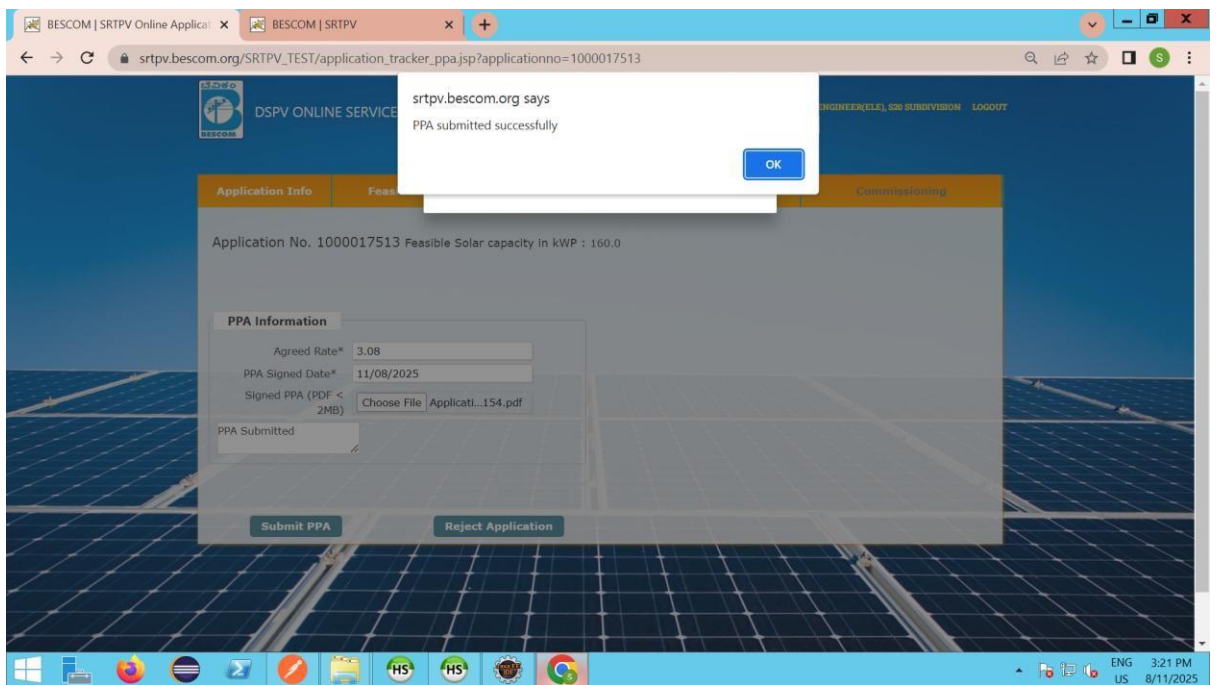 BESCOM | SRTPV Online Applicat
BESCOM | SRTPV
srtpv.bescom.org/SRTPV_TEST/application_tracker_ppa.jsp?applicationno=1000017513
S
BESCOM
DSPV ONLINE SERVICE
ENGINEER(ELE), S20 SUBDIVISION LOGOUT
srtpv.bescom.org says
PPA submitted successfully
OK
Application Info
Feas
Commissioning
Application No. 1000017513 Feasible Solar capacity in kWP : 160.0
PPA Information
Agreed Rate* 3.08
PPA Signed Date* 11/08/2025
Signed PPA (PDF <
2MB)
Choose File Applicati...154.pdf
PPA Submitted
Submit PPA
Reject Application
HS
HS
ENG 3:21 PM
US 8/11/2025